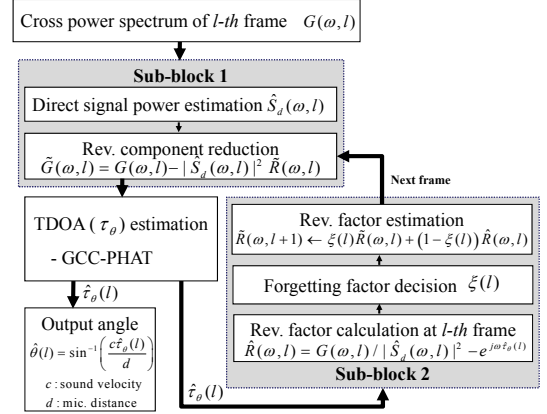 Cross power spectrum of l-th frame G(ω,l)
Sub-block 1
Direct signal power estimation Ŝ_d(ω,l)
Rev. component reduction
G̃(ω,l) = G(ω,l) − | Ŝ_d(ω,l) |² R̃(ω,l)
Next frame
TDOA ( τ_θ ) estimation
- GCC-PHAT
τ̂_θ(l)
Output angle
θ̂(l) = sin⁻¹( cτ̂_θ(l) / d )
c : sound velocity
d : mic. distance
τ̂_θ(l)
Rev. factor estimation
R̃(ω,l+1) ← ξ(l)R̃(ω,l) + (1−ξ(l)) R̂(ω,l)
Forgetting factor decision ξ(l)
Rev. factor calculation at l-th frame
R̂(ω,l) = G(ω,l) / | Ŝ_d(ω,l) |² − e^{jωτ̂_θ(l)}
Sub-block 2